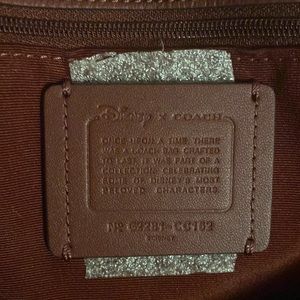 Disney x COACH
ONCE UPON A TIME, THERE
WAS A COACH BAG CRAFTED
TO LAST. IT WAS PART OF A
COLLECTION CELEBRATING
SOME OF DISNEY'S MOST
BELOVED CHARACTERS.
©DISNEY